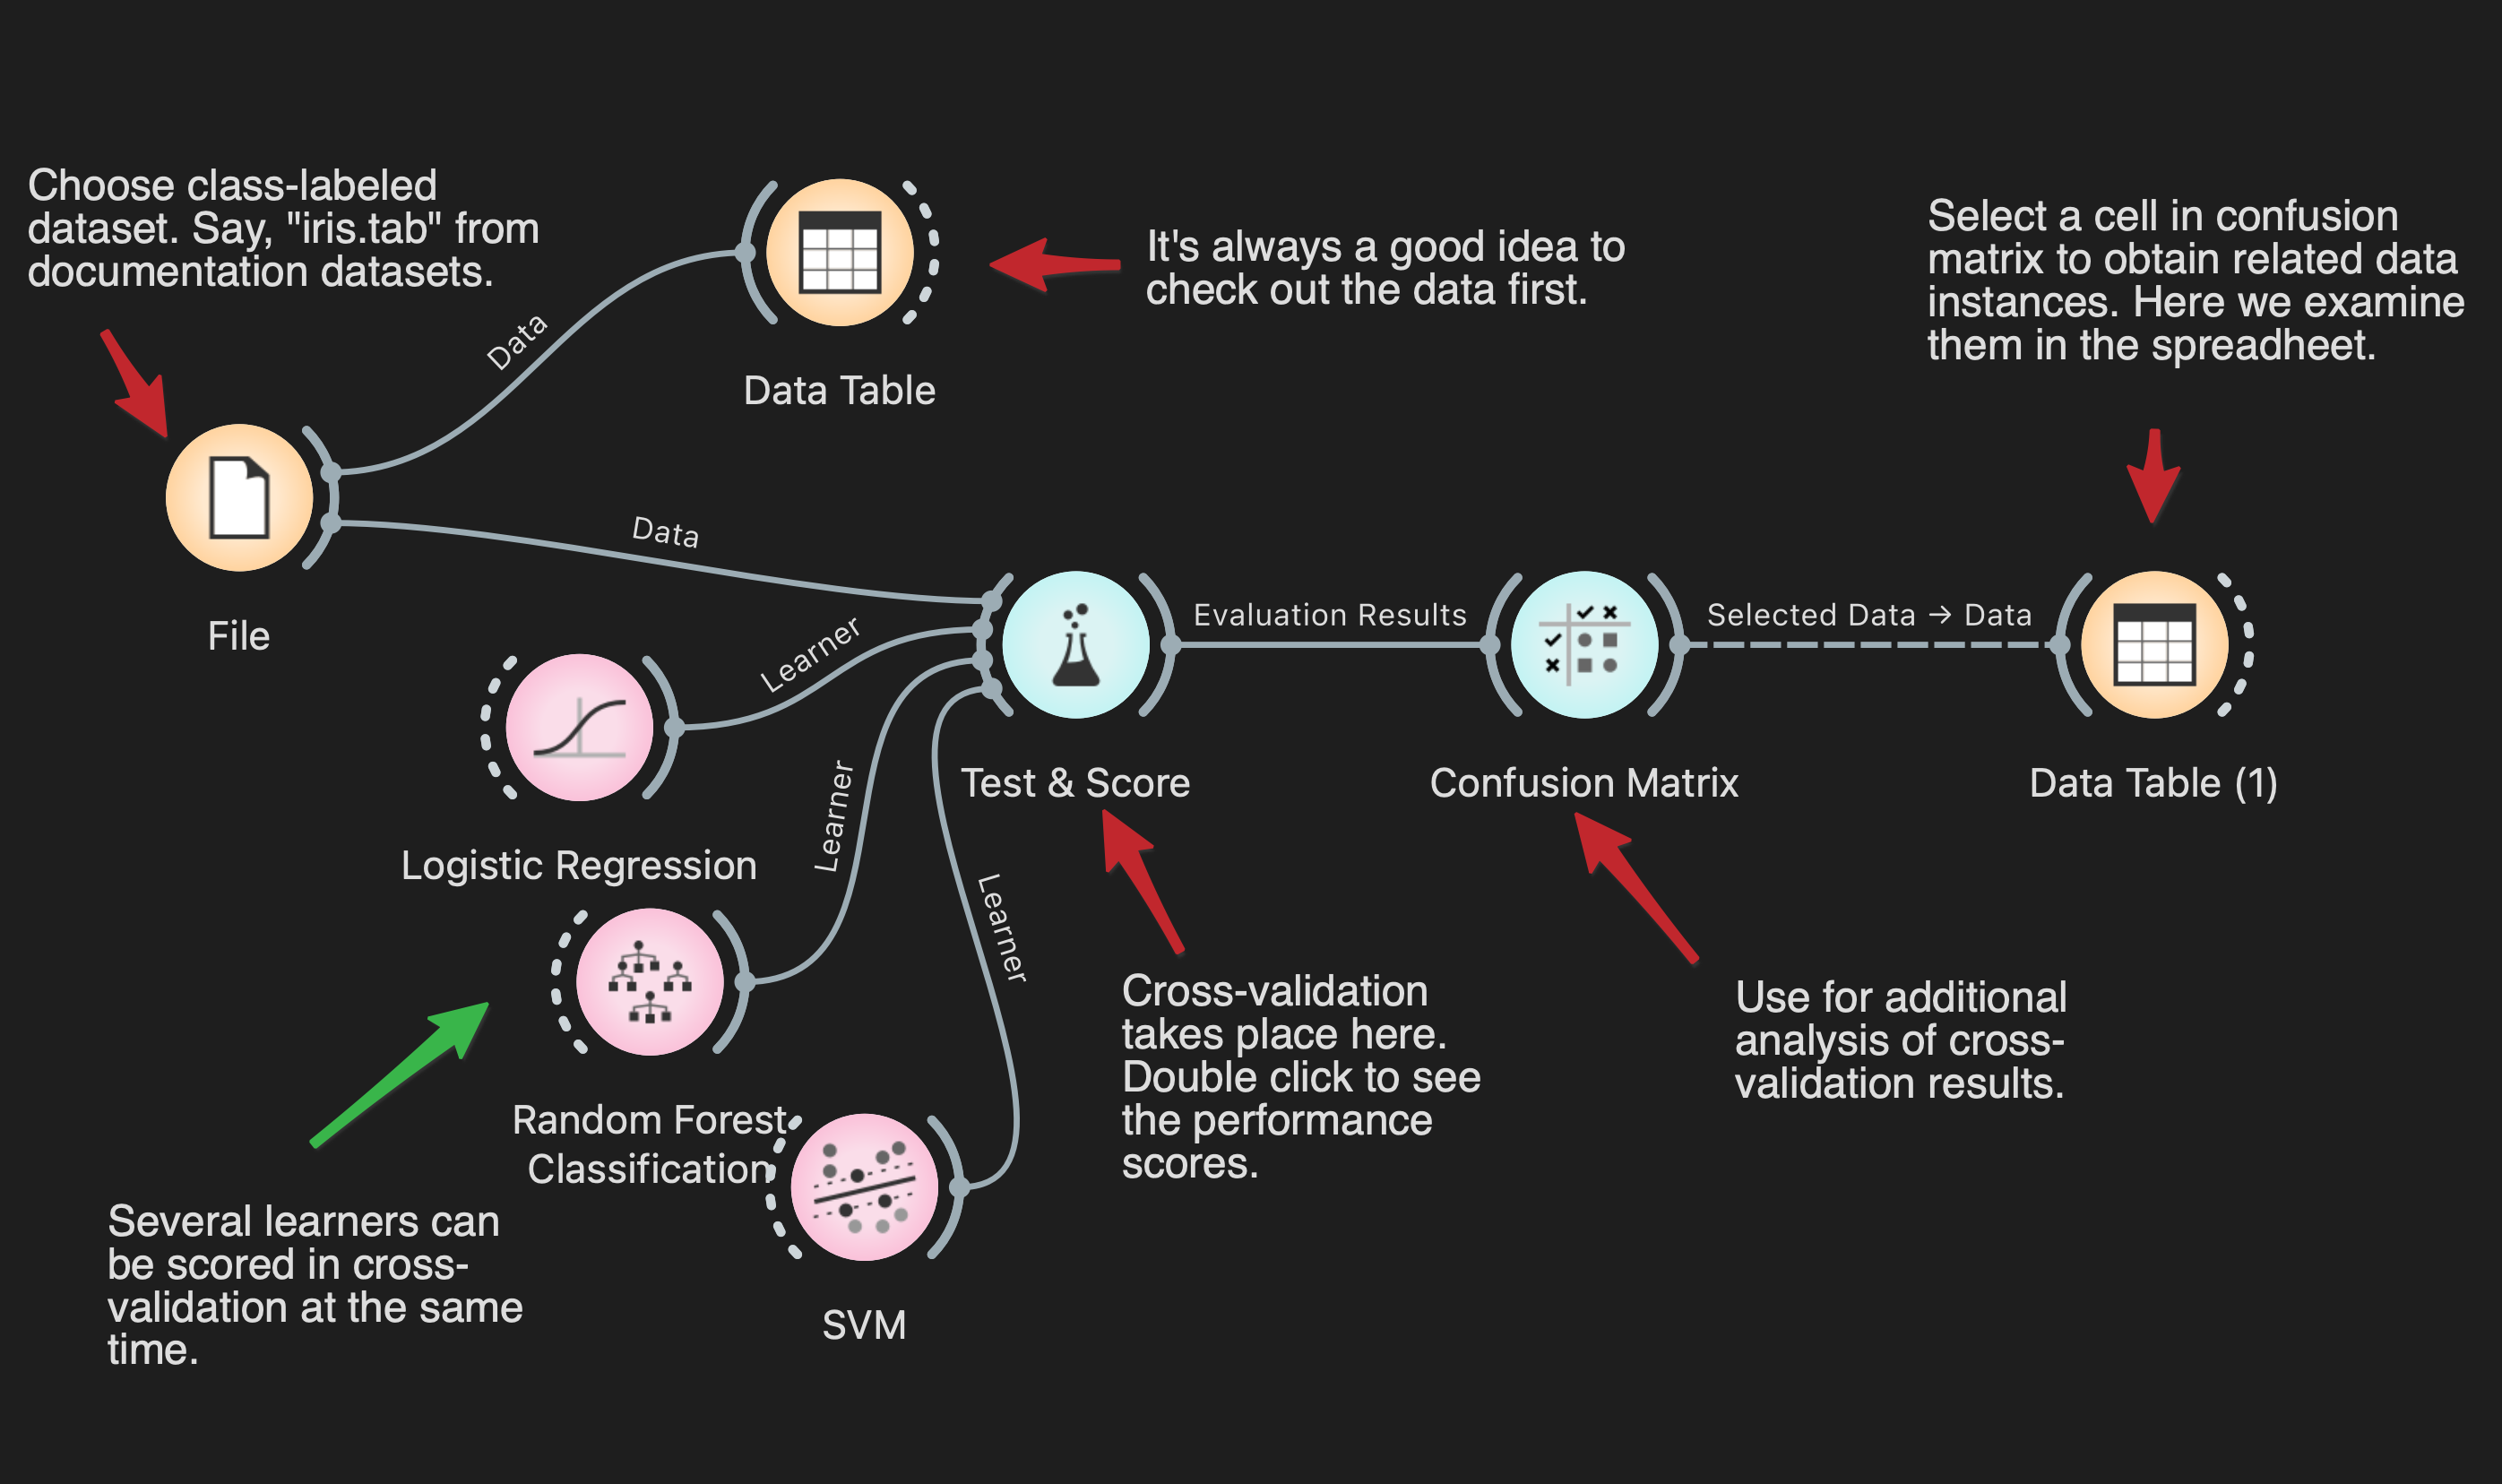 Choose class-labeled
dataset. Say, "iris.tab" from
documentation datasets.
It's always a good idea to
check out the data first.
Select a cell in confusion
matrix to obtain related data
instances. Here we examine
them in the spreadheet.
Data
Data Table
Data
File
Learner
Evaluation Results
Selected Data → Data
Logistic Regression
Learner
Test & Score
Confusion Matrix
Data Table (1)
Learner
Random Forest
Classification
Cross-validation
takes place here.
Double click to see
the performance
scores.
Use for additional
analysis of cross-
validation results.
Several learners can
be scored in cross-
validation at the same
time.
SVM